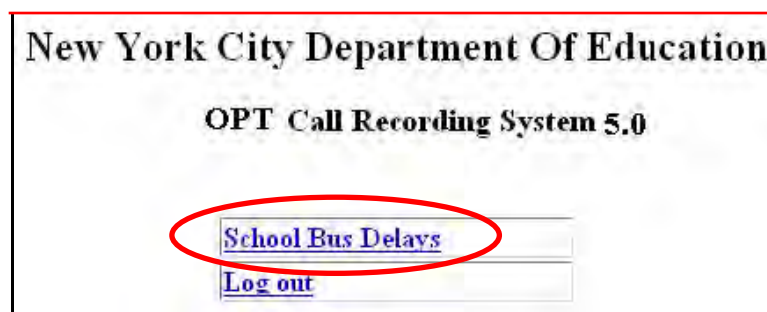 New York City Department Of Education
OPT Call Recording System 5.0
School Bus Delays
Log out